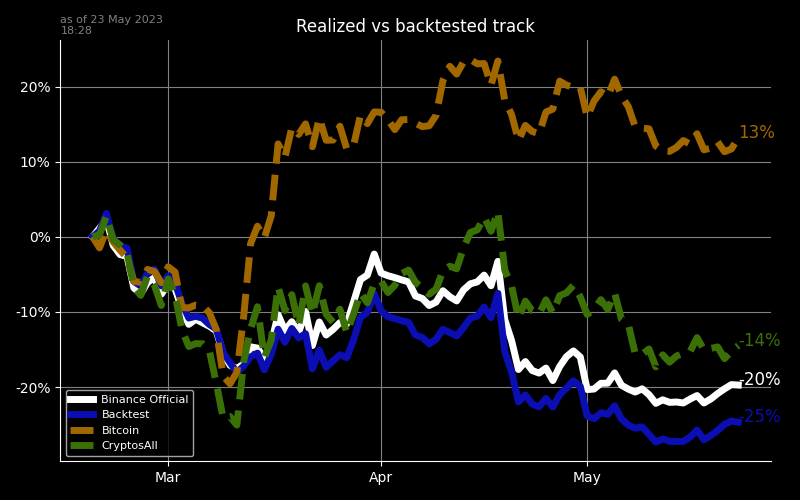 as of 23 May 2023
18:28
Realized and backtested track
20%
10%
0%
-10%
-20%
13%
-14%
-20%
-25%
Binance Official
Backtest
Bitcoin
CryptosAll
Mar
Apr
May